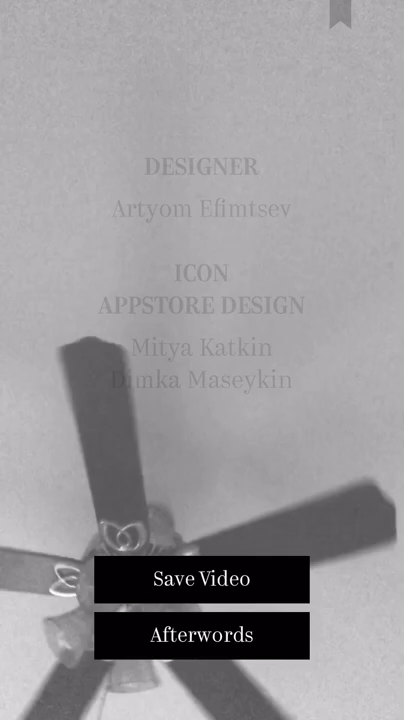 DESIGNER
Artyom Efimtsev
ICON
APPSTORE DESIGN
Mitya Katkin
Dimka Maseykin
Save Video
Afterwords